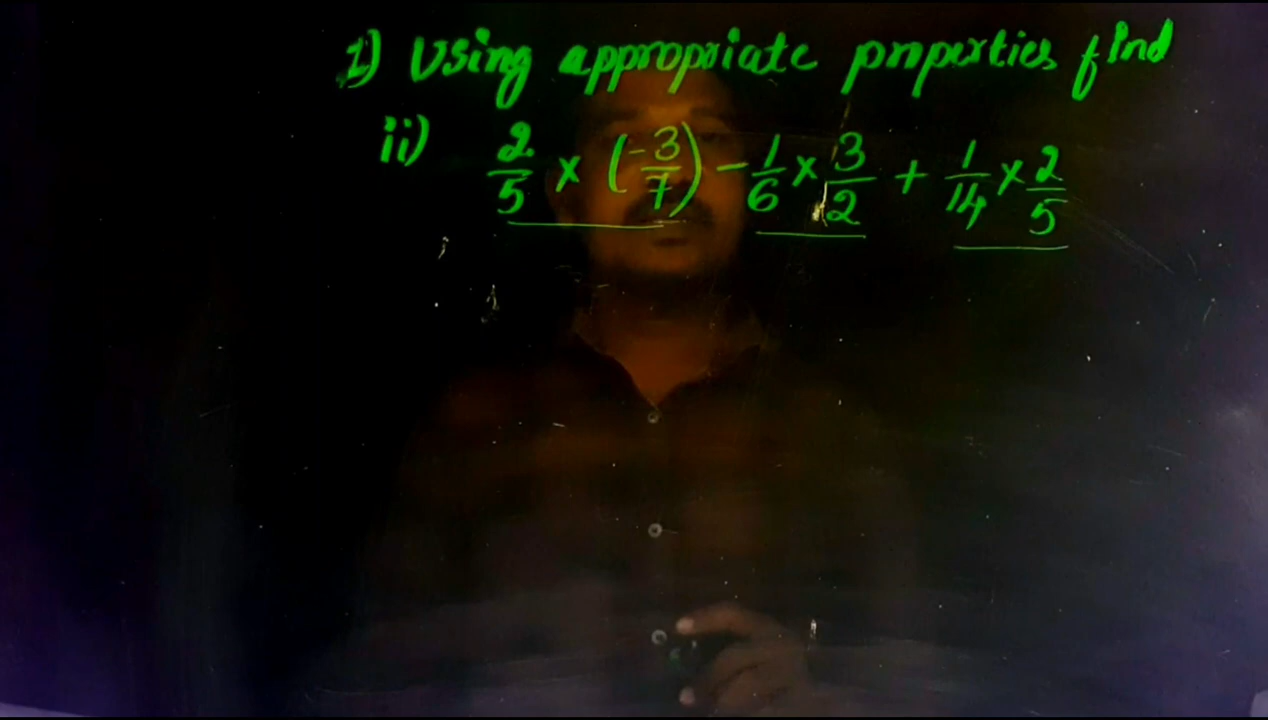 1) Using appropriate properties find
ii) 2/5 × (-3/7) - 1/6 × 3/2 + 1/14 × 2/5